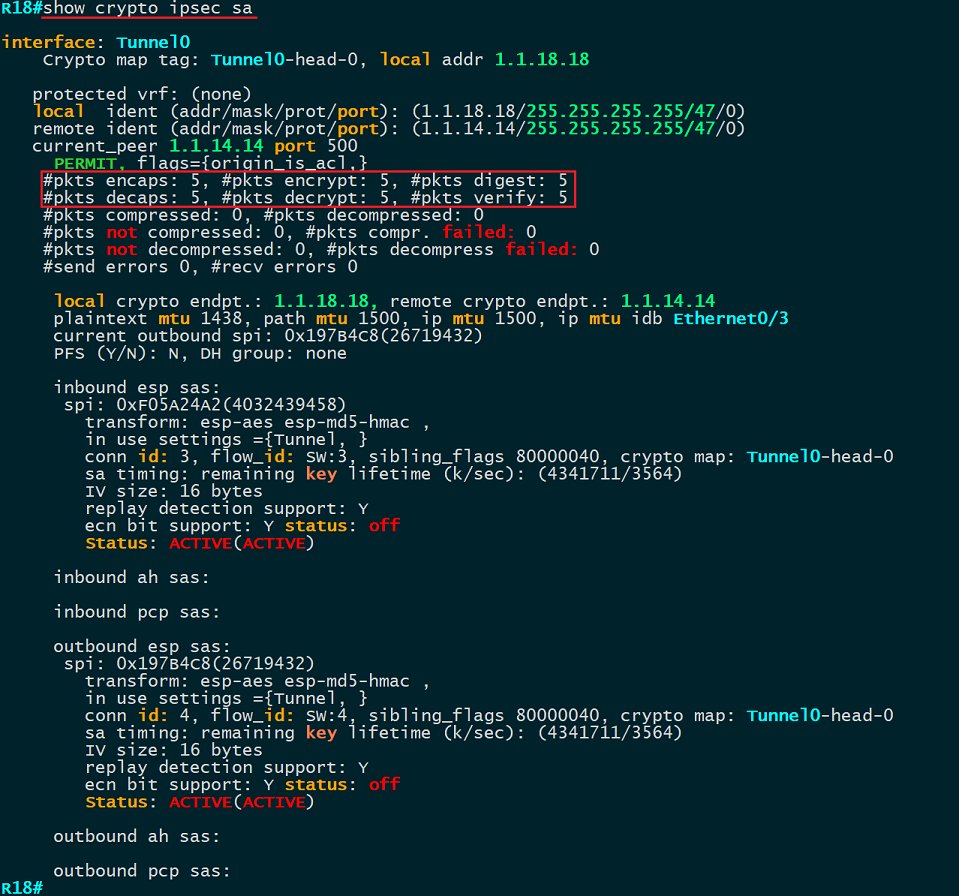 R18#show crypto ipsec sa
interface: Tunnel0
Crypto map tag: Tunnel0-head-0, local addr 1.1.18.18
protected vrf: (none)
local ident (addr/mask/prot/port): (1.1.18.18/255.255.255.255/47/0)
remote ident (addr/mask/prot/port): (1.1.14.14/255.255.255.255/47/0)
current_peer 1.1.14.14 port 500
PERMIT, flags={origin_is_acl,}
#pkts encaps: 5, #pkts encrypt: 5, #pkts digest: 5
#pkts decaps: 5, #pkts decrypt: 5, #pkts verify: 5
#pkts compressed: 0, #pkts decompressed: 0
#pkts not compressed: 0, #pkts compr. failed: 0
#pkts not decompressed: 0, #pkts decompress failed: 0
#send errors 0, #recv errors 0
local crypto endpt.: 1.1.18.18, remote crypto endpt.: 1.1.14.14
plaintext mtu 1438, path mtu 1500, ip mtu 1500, ip mtu idb Ethernet0/3
current outbound spi: 0x197B4C8(26719432)
PFS (Y/N): N, DH group: none
inbound esp sas:
spi: 0xF05A24A2(4032439458)
transform: esp-aes esp-md5-hmac ,
in use settings ={Tunnel, }
conn id: 3, flow_id: SW:3, sibling_flags 80000040, crypto map: Tunnel0-head-0
sa timing: remaining key lifetime (k/sec): (4341711/3564)
IV size: 16 bytes
replay detection support: Y
ecn bit support: Y status: off
Status: ACTIVE(ACTIVE)
inbound ah sas:
inbound pcp sas:
outbound esp sas:
spi: 0x197B4C8(26719432)
transform: esp-aes esp-md5-hmac ,
in use settings ={Tunnel, }
conn id: 4, flow_id: SW:4, sibling_flags 80000040, crypto map: Tunnel0-head-0
sa timing: remaining key lifetime (k/sec): (4341711/3564)
IV size: 16 bytes
replay detection support: Y
ecn bit support: Y status: off
Status: ACTIVE(ACTIVE)
outbound ah sas:
outbound pcp sas:
R18#